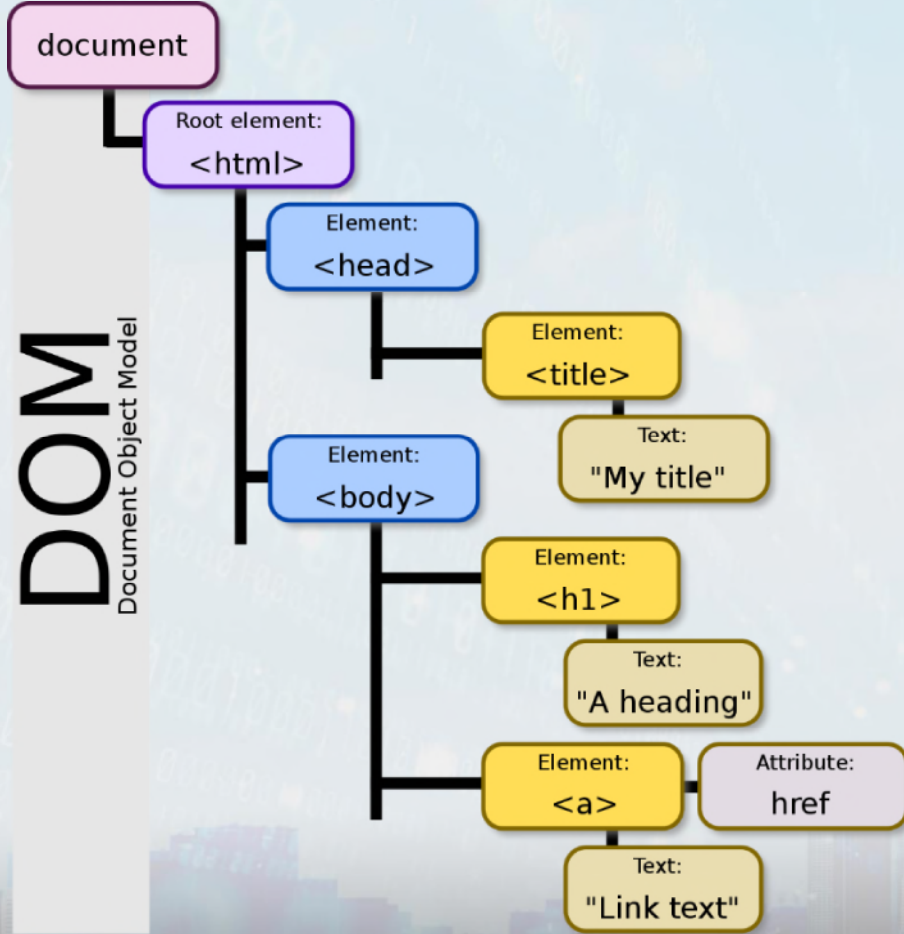 document
Root element:
<html>
Element:
<head>
Element:
<title>
Text:
"My title"
Element:
<body>
Element:
<h1>
Text:
"A heading"
Element:
<a>
Attribute:
href
Text:
"Link text"
DOM
Document Object Model